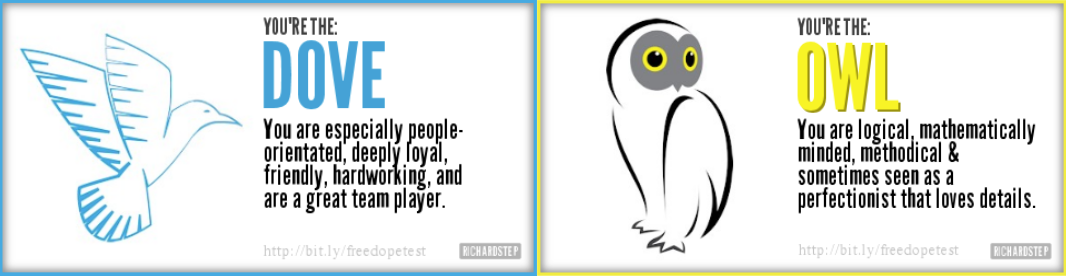 YOU'RE THE:
DOVE
You are especially people-
orientated, deeply loyal,
friendly, hardworking, and
are a great team player.
http://bit.ly/freedopetest
RICHARDSTEP
YOU'RE THE:
OWL
You are logical, mathematically
minded, methodical &
sometimes seen as a
perfectionist that loves details.
http://bit.ly/freedopetest
RICHARDSTEP